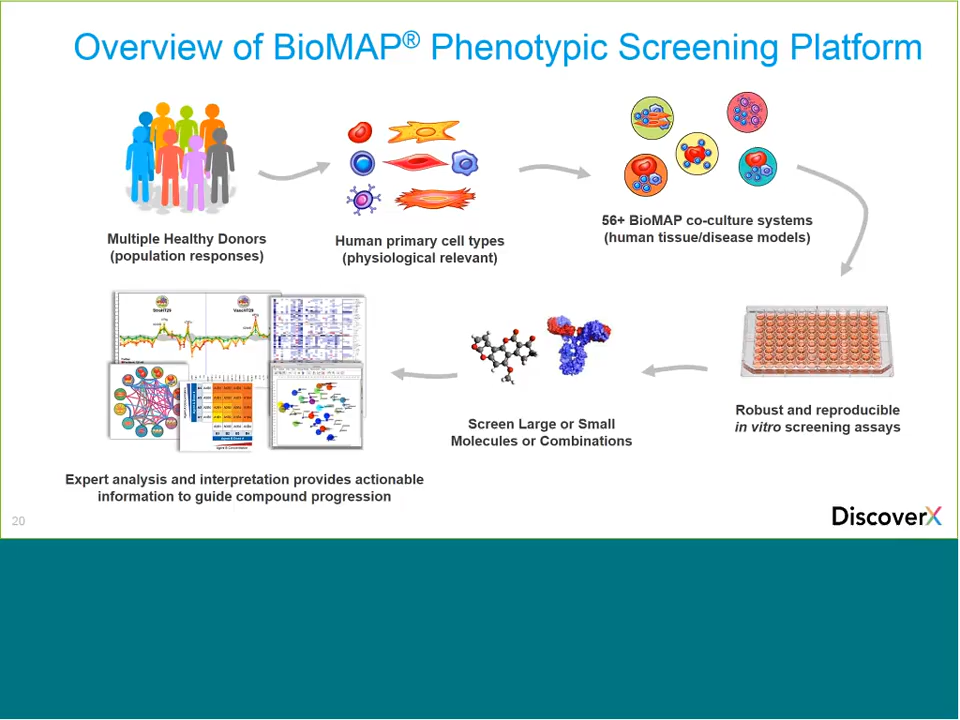 Overview of BioMAP® Phenotypic Screening Platform
Multiple Healthy Donors
(population responses)
Human primary cell types
(physiological relevant)
56+ BioMAP co-culture systems
(human tissue/disease models)
Robust and reproducible
in vitro screening assays
Screen Large or Small
Molecules or Combinations
Expert analysis and interpretation provides actionable
information to guide compound progression
20
DiscoverX